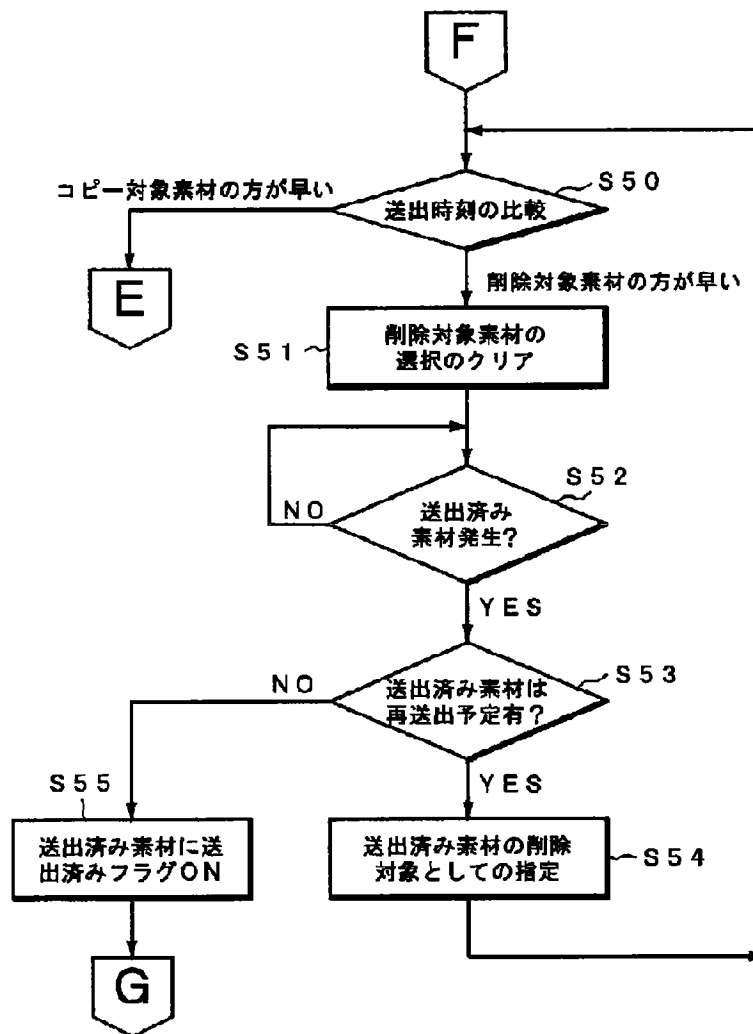 F
S50
コピー対象素材の方が早い
送出時刻の比較
E
削除対象素材の方が早い
S51
削除対象素材の
選択のクリア
S52
NO
送出済み
素材発生?
YES
S53
NO
送出済み素材は
再送出予定有?
S55
YES
送出済み素材に送
出済みフラグON
送出済み素材の削除
対象としての指定
S54
G